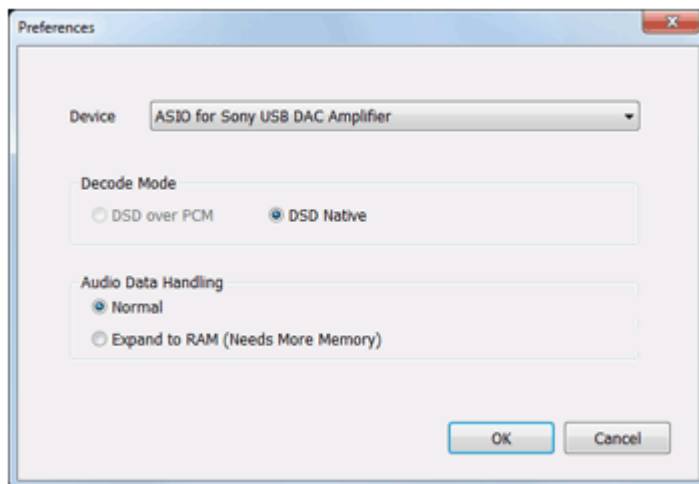 Preferences
Device ASIO for Sony USB DAC Amplifier
Decode Mode
DSD over PCM DSD Native
Audio Data Handling
Normal
Expand to RAM (Needs More Memory)
OK Cancel